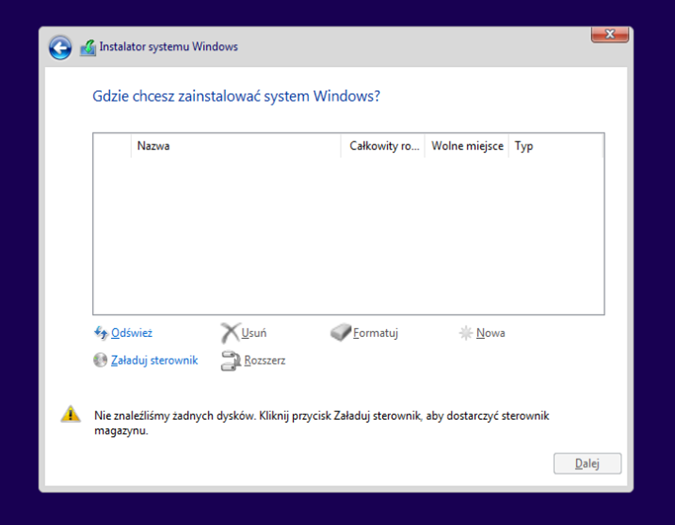 Instalator systemu Windows
Gdzie chcesz zainstalować system Windows?
Nazwa Całkowity ro... Wolne miejsce Typ
Odśwież Usuń Formatuj Nowa
Załaduj sterownik Rozszerz
Nie znaleźliśmy żadnych dysków. Kliknij przycisk Załaduj sterownik, aby dostarczyć sterownik
magazynu.
Dalej